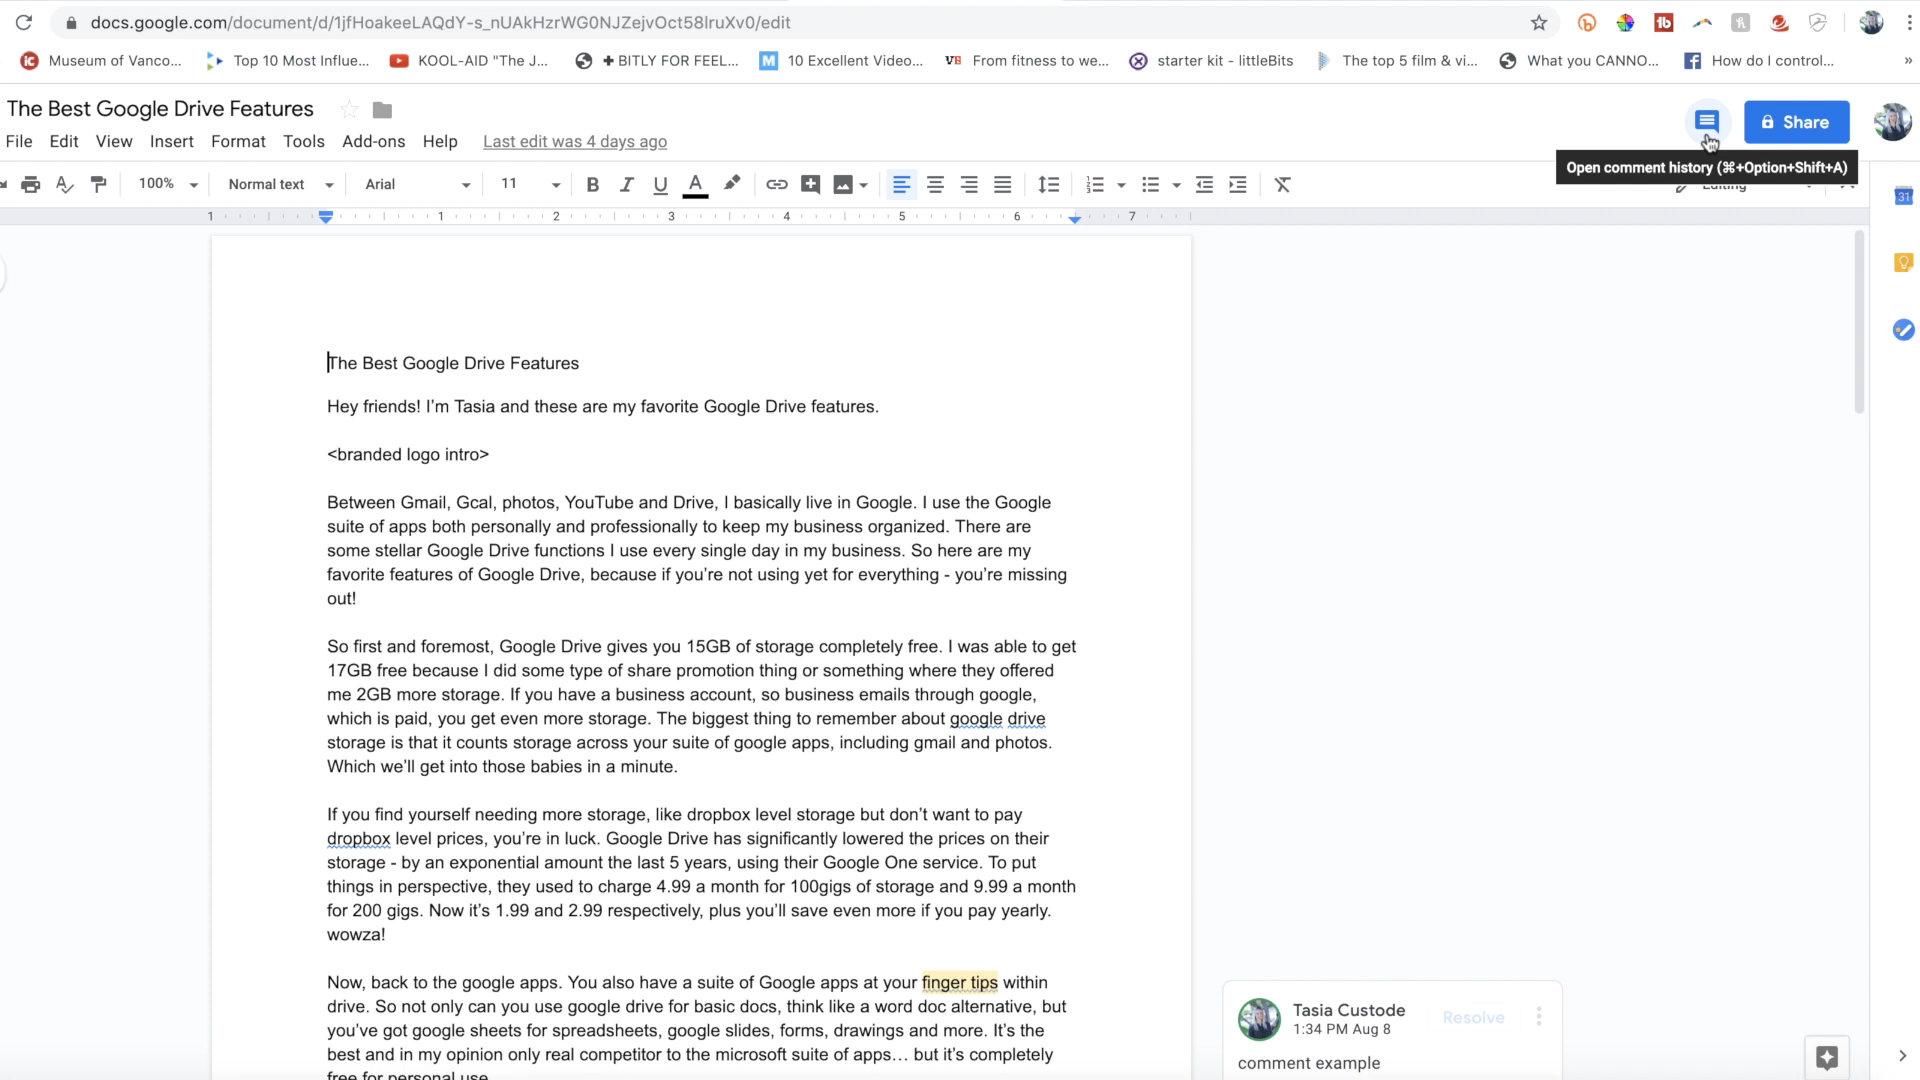 docs.google.com/document/d/1jfHoakeeLAQdY-s_nUAkHzrWG0NJZejvOct58lruXv0/edit
Museum of Vanco... Top 10 Most Influe... KOOL-AID "The J... + BITLY FOR FEEL... 10 Excellent Video... From fitness to we... starter kit - littleBits The top 5 film & vi... What you CANNO... How do I control... »
The Best Google Drive Features
File Edit View Insert Format Tools Add-ons Help Last edit was 4 days ago
Share
Open comment history (⌘+Option+Shift+A)
100% Normal text Arial 11 B I U A
1 1 2 3 4 5 6 7
31
The Best Google Drive Features
Hey friends! I'm Tasia and these are my favorite Google Drive features.
<branded logo intro>
Between Gmail, Gcal, photos, YouTube and Drive, I basically live in Google. I use the Google
suite of apps both personally and professionally to keep my business organized. There are
some stellar Google Drive functions I use every single day in my business. So here are my
favorite features of Google Drive, because if you're not using yet for everything - you're missing
out!
So first and foremost, Google Drive gives you 15GB of storage completely free. I was able to get
17GB free because I did some type of share promotion thing or something where they offered
me 2GB more storage. If you have a business account, so business emails through google,
which is paid, you get even more storage. The biggest thing to remember about google drive
storage is that it counts storage across your suite of google apps, including gmail and photos.
Which we'll get into those babies in a minute.
If you find yourself needing more storage, like dropbox level storage but don't want to pay
dropbox level prices, you're in luck. Google Drive has significantly lowered the prices on their
storage - by an exponential amount the last 5 years, using their Google One service. To put
things in perspective, they used to charge 4.99 a month for 100gigs of storage and 9.99 a month
for 200 gigs. Now it's 1.99 and 2.99 respectively, plus you'll save even more if you pay yearly.
wowza!
Now, back to the google apps. You also have a suite of Google apps at your finger tips within
drive. So not only can you use google drive for basic docs, think like a word doc alternative, but
you've got google sheets for spreadsheets, google slides, forms, drawings and more. It's the
best and in my opinion only real competitor to the microsoft suite of apps... but it's completely
free for personal use
Tasia Custode
1:34 PM Aug 8
Resolve
comment example